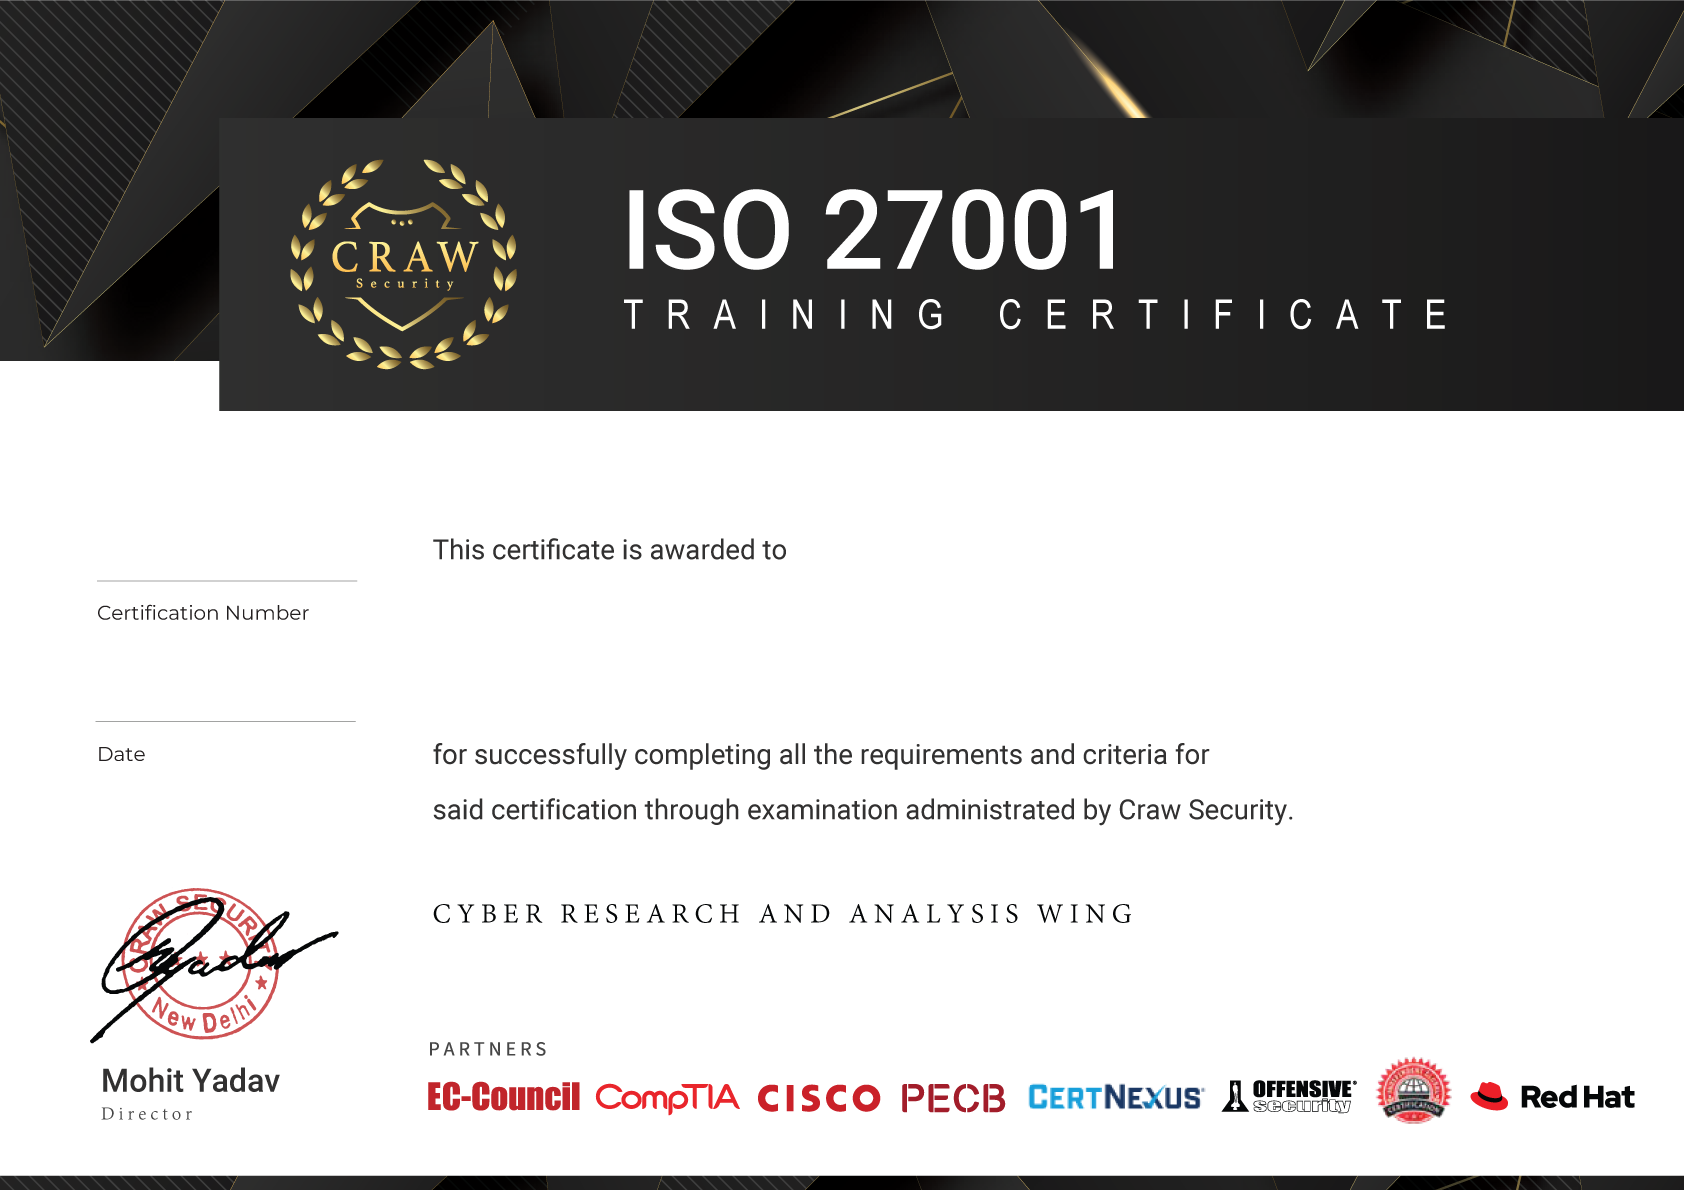 CRAW
Security
ISO 27001
TRAINING CERTIFICATE
This certificate is awarded to
Certification Number
Date
for successfully completing all the requirements and criteria for
said certification through examination administrated by Craw Security.
CRAW SECURITY
New Delhi
CYBER RESEARCH AND ANALYSIS WING
Mohit Yadav
Director
PARTNERS
EC-Council CompTIA CISCO PECB CERTNEXUS OFFENSIVE security CERTIFICATION Red Hat